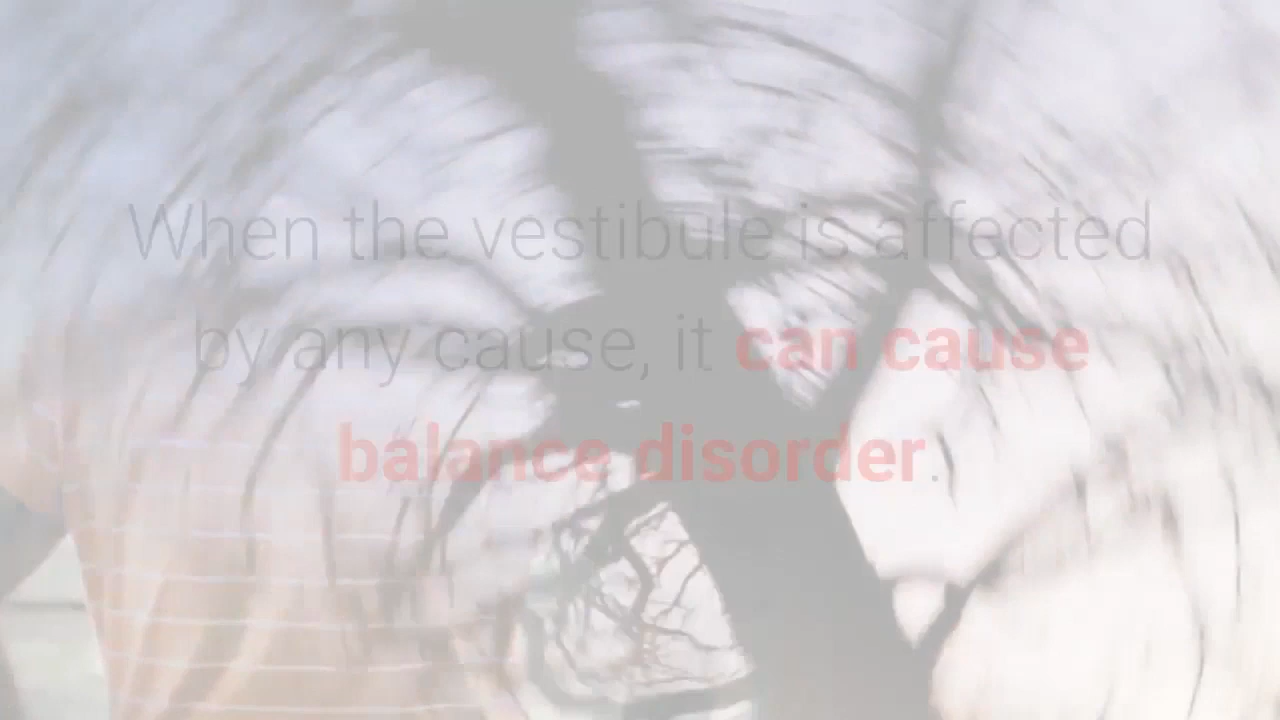 When the vestibule is affected
by any cause, it can cause
balance disorder.